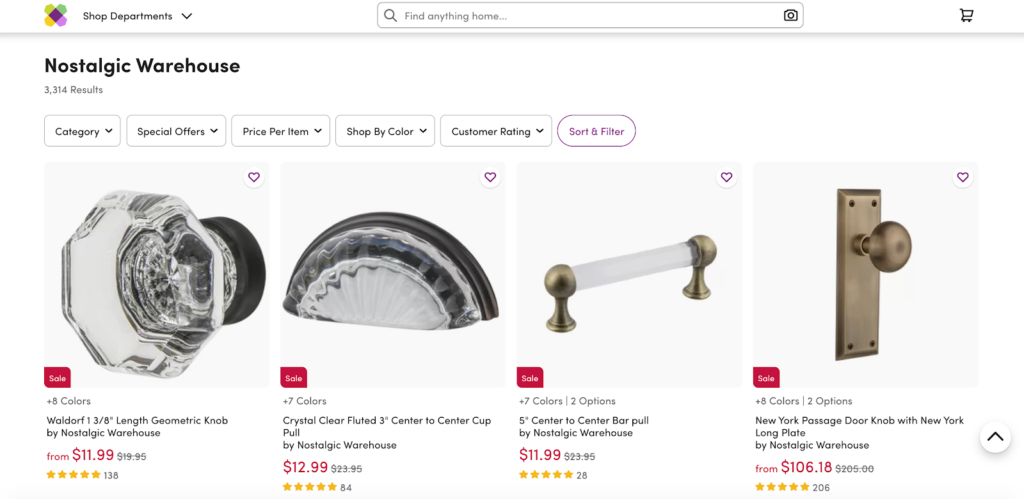 Shop Departments
Find anything home...
Nostalgic Warehouse
3,314 Results
Category
Special Offers
Price Per Item
Shop By Color
Customer Rating
Sort & Filter
Sale
+8 Colors
Waldorf 1 3/8" Length Geometric Knob
by Nostalgic Warehouse
from $11.99 $19.95
138
Sale
+7 Colors
Crystal Clear Fluted 3" Center to Center Cup
Pull
by Nostalgic Warehouse
$12.99 $23.95
84
Sale
+7 Colors | 2 Options
5" Center to Center Bar pull
by Nostalgic Warehouse
$11.99 $23.95
28
Sale
+8 Colors | 2 Options
New York Passage Door Knob with New York
Long Plate
by Nostalgic Warehouse
from $106.18 $205.00
206